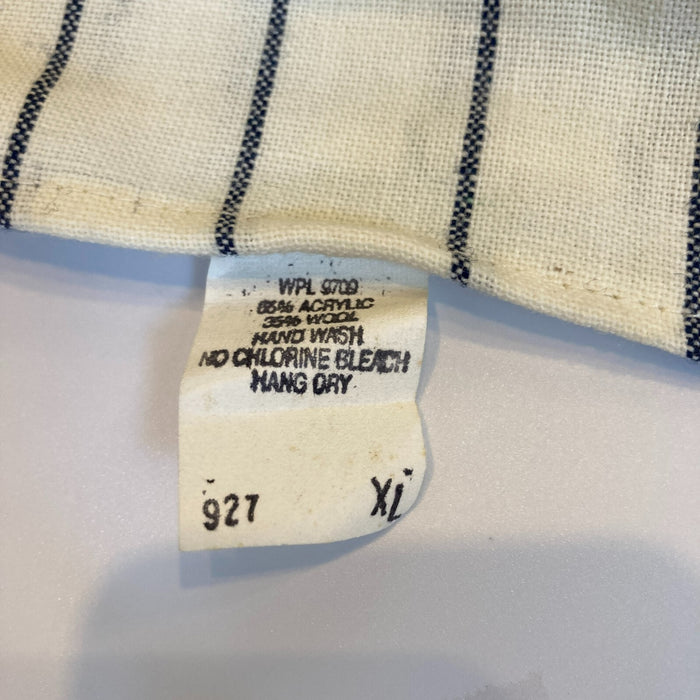 WPL 9709
65% ACRYLIC
35% WOOL
HAND WASH
NO CHLORINE BLEACH
HANG DRY
927 XL